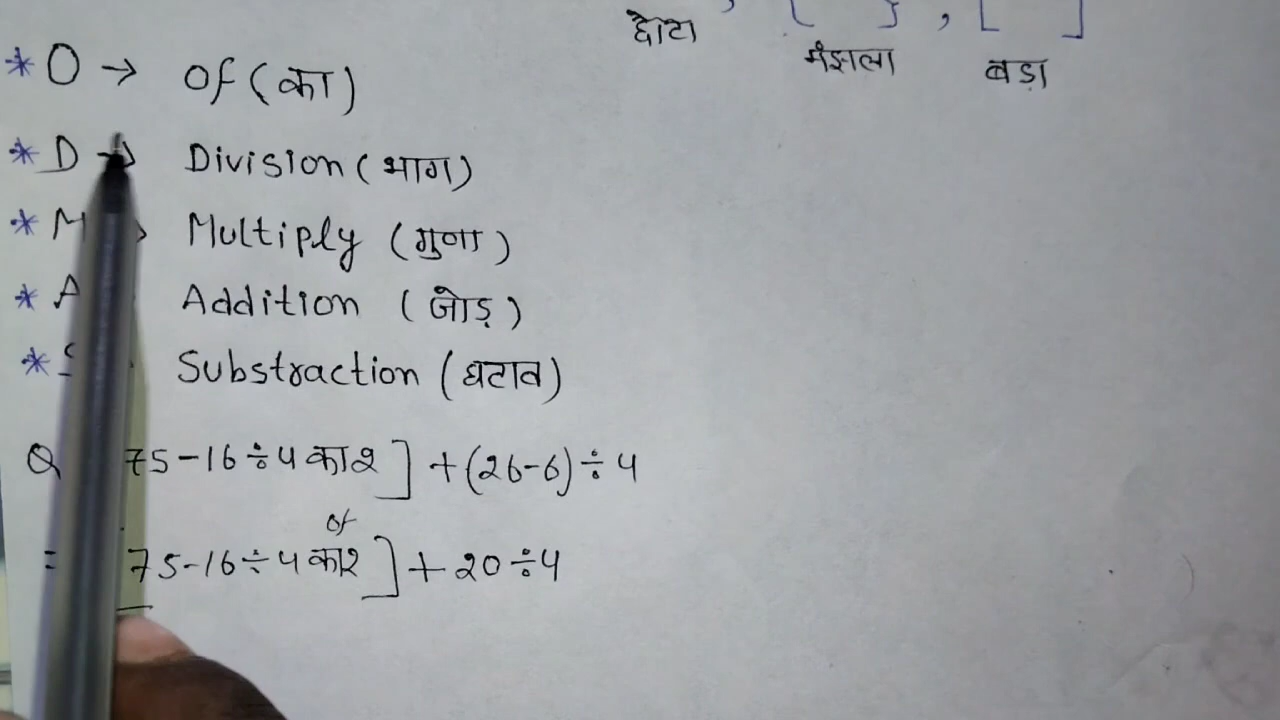 , { } , [ ]
छोटा मंझला बड़ा
* O → Of (का)
* D → Division (भाग)
* M → Multiply (गुणा)
* A Addition (जोड़)
* S Substraction (घटाव)
Q 75-16÷4 का 2 ] + (26-6) ÷ 4
of
= 75-16÷4 का 2 ] + 20 ÷ 4